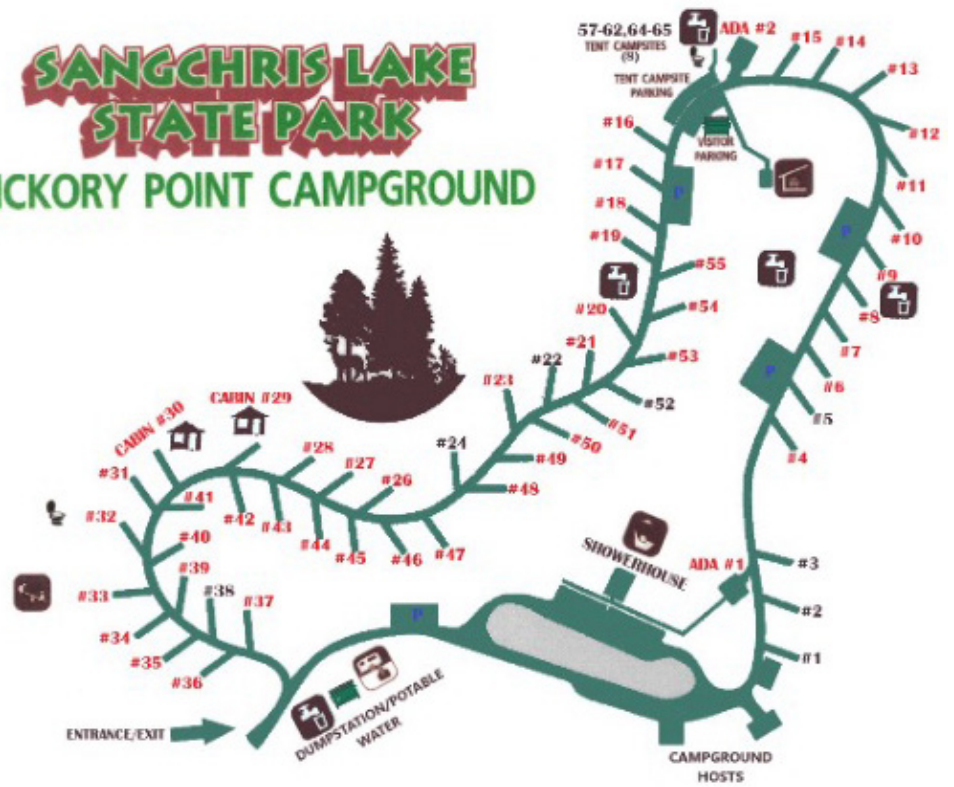 SANGCHRIS LAKE
STATE PARK
ICKORY POINT CAMPGROUND
57-62,64-65
TENT CAMPSITES
(8)
ADA #2
#15
#14
TENT CAMPSITE
PARKING
#13
#16
VISITOR
PARKING
#12
#17
P
#11
#18
P
#10
#19
#55
#9
#20
#54
#8
#21
#53
#7
#22
P
#6
#23
#52
#5
CABIN #29
#51
CABIN #30
#50
#4
#24
#28
#49
#31
#27
#48
#26
#41
#42
#43
#32
#44
#45
#46
#47
#40
SHOWERHOUSE
ADA #1
#3
#39
#33
#38
#37
#2
P
#34
#35
#1
#36
DUMPSTATION/POTABLE
WATER
ENTRANCE/EXIT
CAMPGROUND
HOSTS